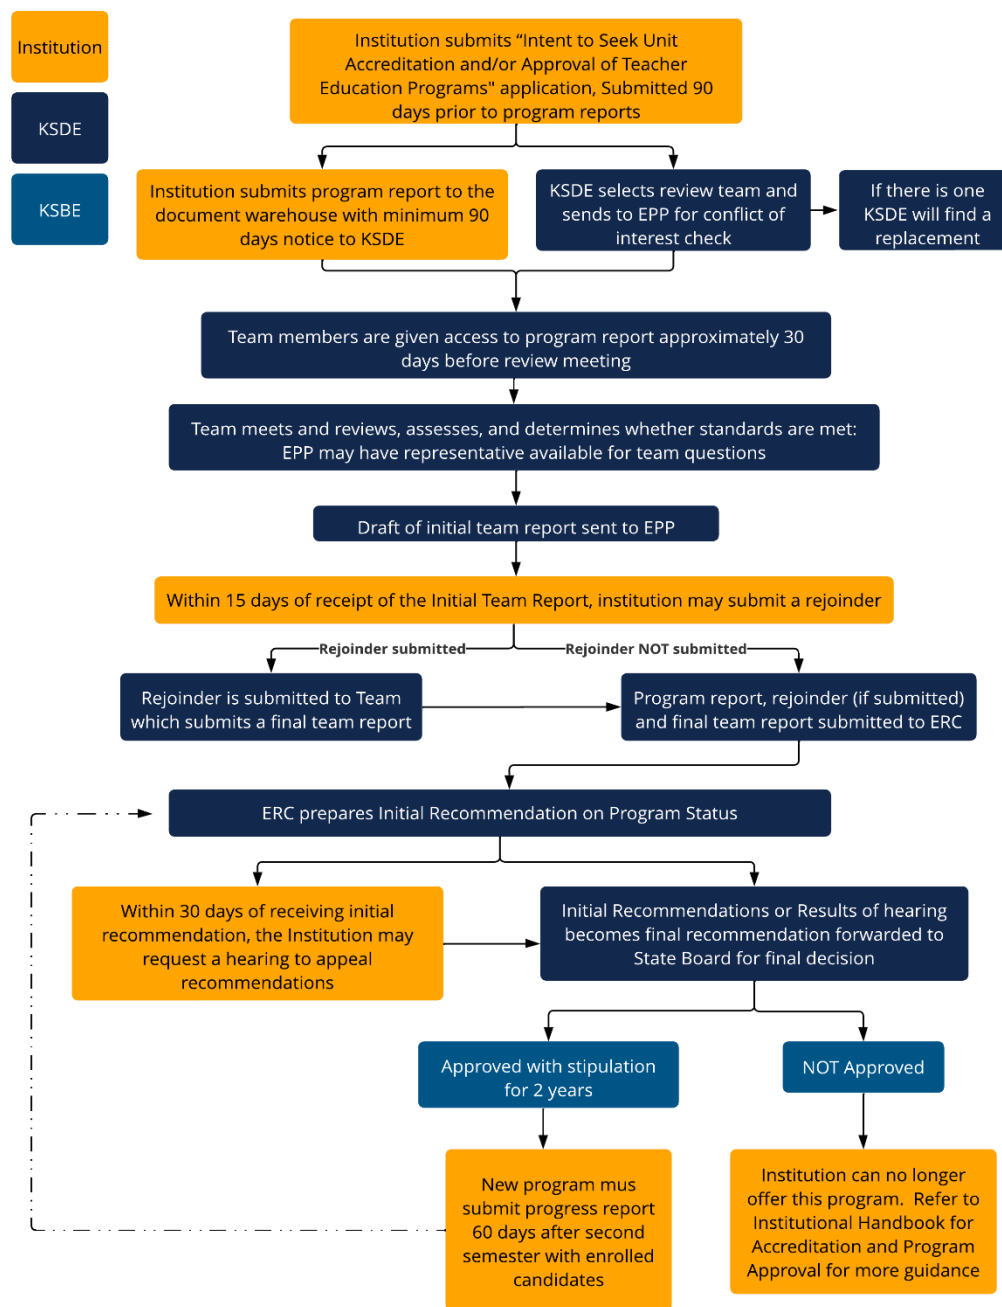 Institution
KSDE
KSBE
Institution submits “Intent to Seek Unit
Accreditation and/or Approval of Teacher
Education Programs" application, Submitted 90
days prior to program reports
Institution submits program report to the
document warehouse with minimum 90
days notice to KSDE
KSDE selects review team and
sends to EPP for conflict of
interest check
If there is one
KSDE will find a
replacement
Team members are given access to program report approximately 30
days before review meeting
Team meets and reviews, assesses, and determines whether standards are met:
EPP may have representative available for team questions
Draft of initial team report sent to EPP
Within 15 days of receipt of the Initial Team Report, institution may submit a rejoinder
Rejoinder submitted
Rejoinder NOT submitted
Rejoinder is submitted to Team
which submits a final team report
Program report, rejoinder (if submitted)
and final team report submitted to ERC
ERC prepares Initial Recommendation on Program Status
Within 30 days of receiving initial
recommendation, the Institution may
request a hearing to appeal
recommendations
Initial Recommendations or Results of hearing
becomes final recommendation forwarded to
State Board for final decision
Approved with stipulation
for 2 years
NOT Approved
New program mus
submit progress report
60 days after second
semester with enrolled
candidates
Institution can no longer
offer this program. Refer to
Institutional Handbook for
Accreditation and Program
Approval for more guidance